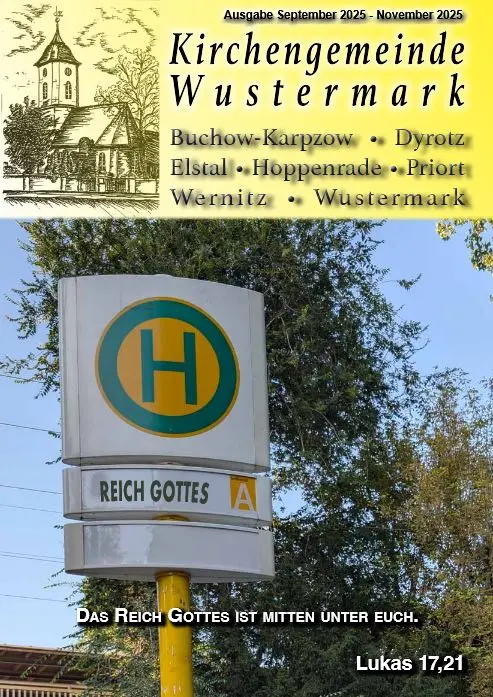 Ausgabe September 2025 - November 2025
Kirchengemeinde
Wustermark
Buchow-Karpzow • Dyrotz
Elstal • Hoppenrade • Priort
Wernitz • Wustermark
H
REICH GOTTES A
DAS REICH GOTTES IST MITTEN UNTER EUCH.
Lukas 17,21